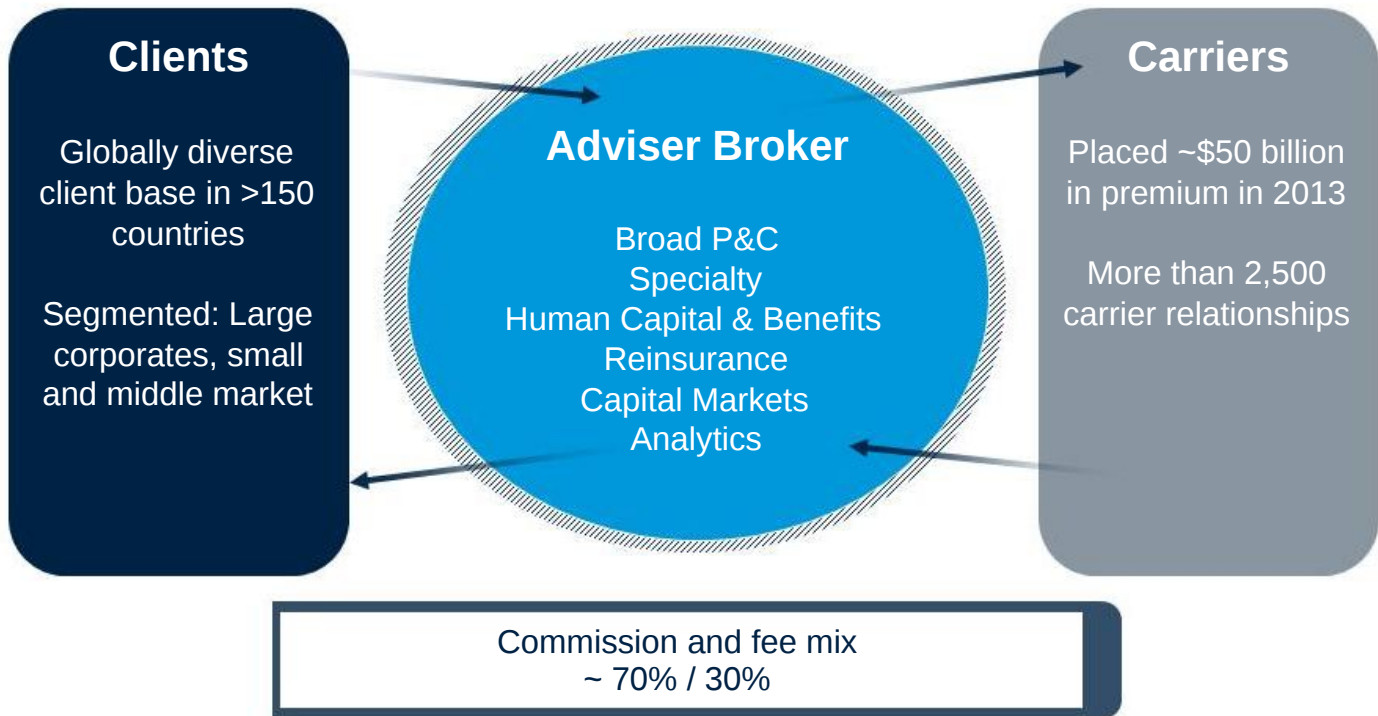 Clients
Globally diverse
client base in >150
countries
Segmented: Large
corporates, small
and middle market
Adviser Broker
Broad P&C
Specialty
Human Capital & Benefits
Reinsurance
Capital Markets
Analytics
Carriers
Placed ~$50 billion
in premium in 2013
More than 2,500
carrier relationships
Commission and fee mix
~ 70% / 30%